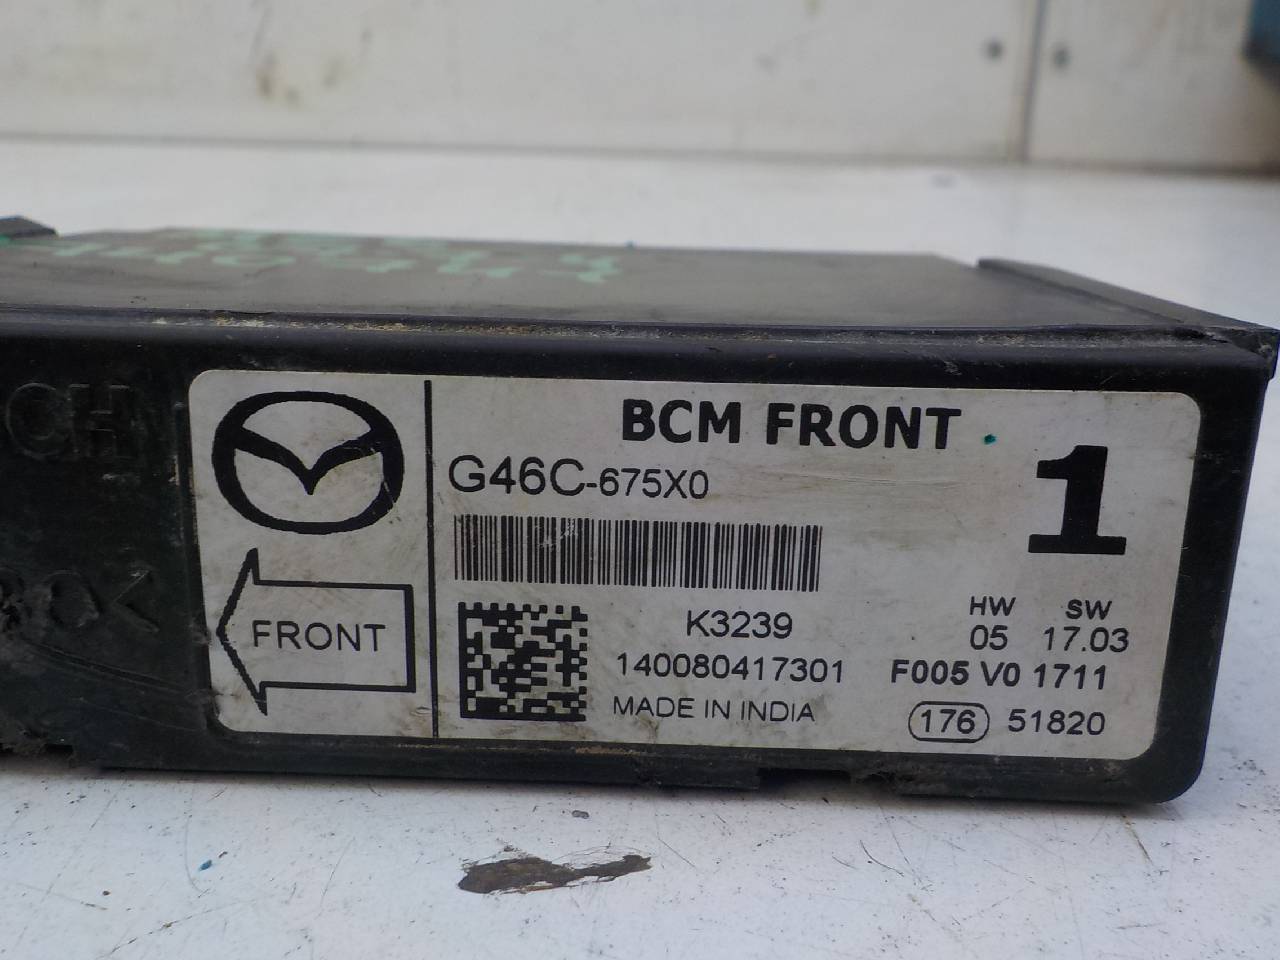 CH
BCM FRONT
G46C-675X0
1
FRONT
K3239
140080417301
MADE IN INDIA
HW SW
05 17.03
F005 V0 1711
176 51820